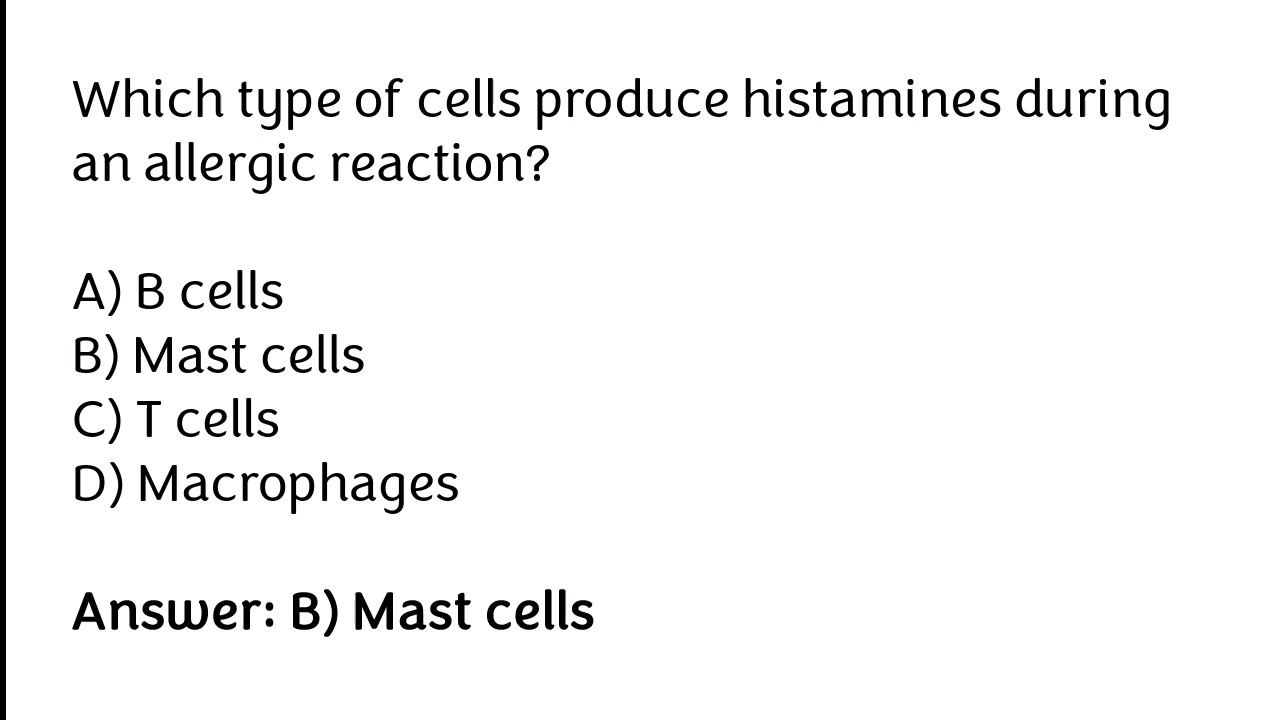 Which type of cells produce histamines during
an allergic reaction?
A) B cells
B) Mast cells
C) T cells
D) Macrophages
Answer: B) Mast cells